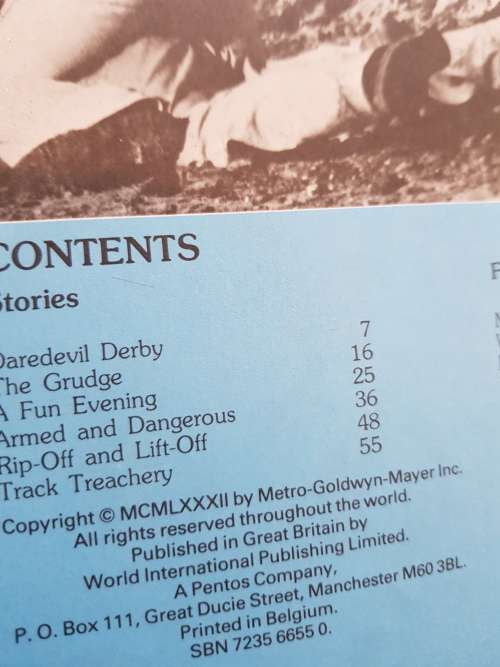 CONTENTS
Stories
Daredevil Derby 7
The Grudge 16
A Fun Evening 25
Armed and Dangerous 36
Rip-Off and Lift-Off 48
Track Treachery 55
Copyright © MCMLXXXII by Metro-Goldwyn-Mayer Inc.
All rights reserved throughout the world.
Published in Great Britain by
World International Publishing Limited.
A Pentos Company,
P. O. Box 111, Great Ducie Street, Manchester M60 3BL.
Printed in Belgium.
SBN 7235 6655 0.